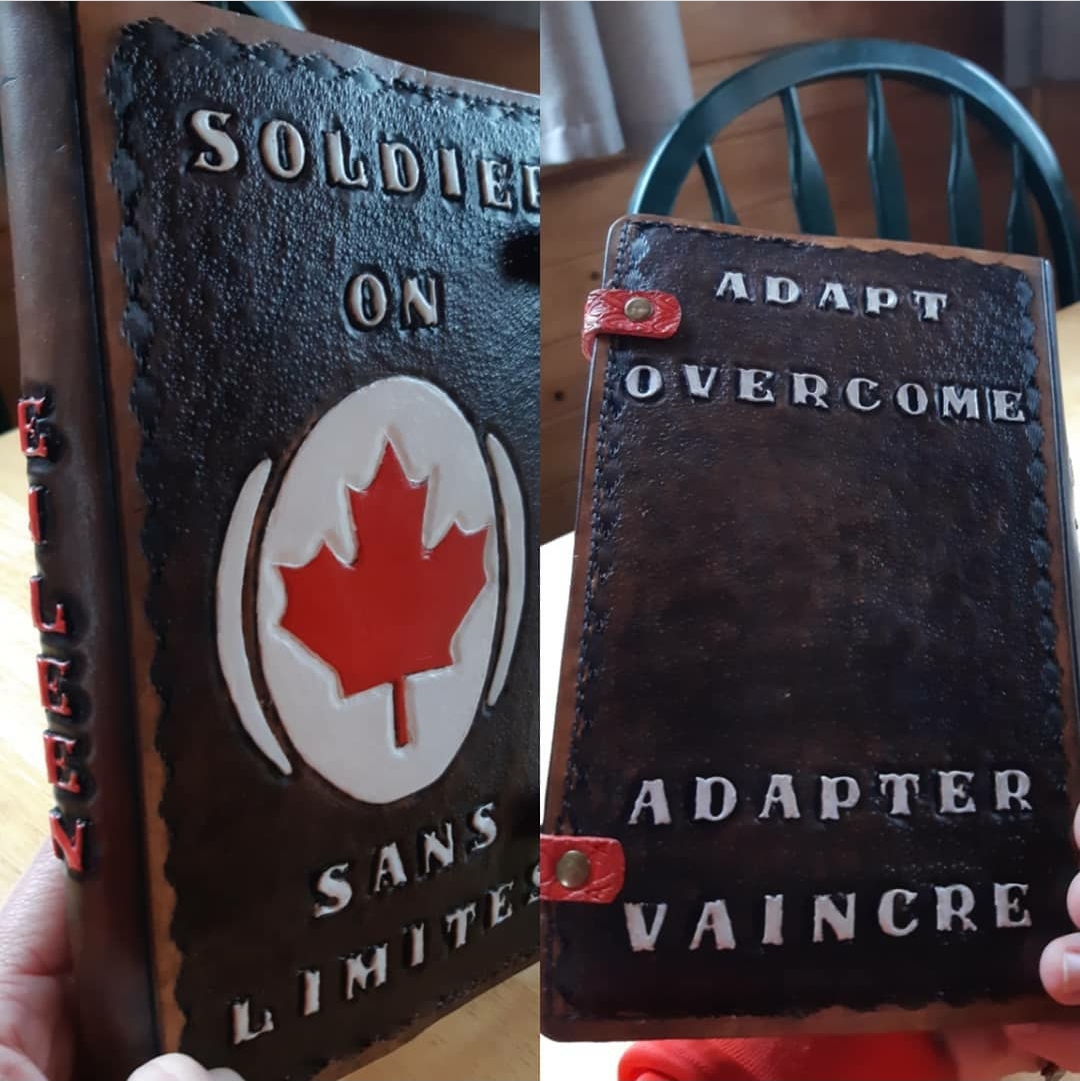 EILEEN
SOLDIER
ON
SANS
LIMITES
ADAPT
OVERCOME
ADAPTER
VAINCRE